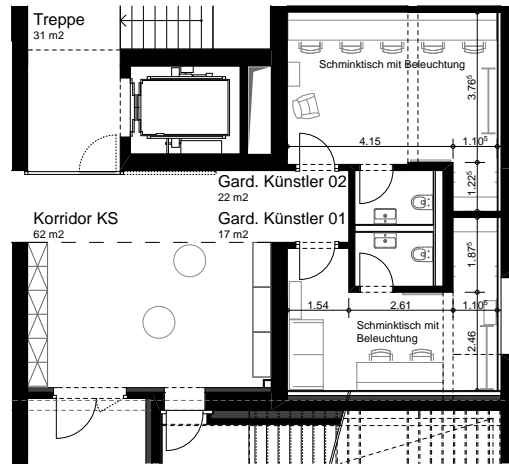 Treppe
31 m2
Schminktisch mit Beleuchtung
3.76⁵
4.15
1.10⁵
1.22⁵
Gard. Künstler 02
22 m2
Korridor KS
62 m2
Gard. Künstler 01
17 m2
1.87⁵
1.54
2.61
1.10⁵
Schminktisch mit
Beleuchtung
2.46